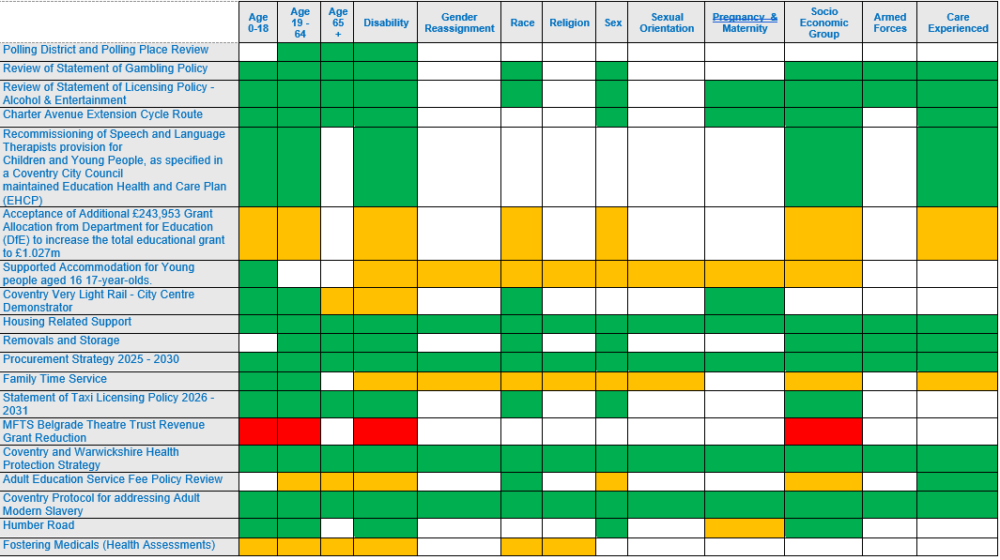 Age 0-18
Age 19 - 64
Age 65 +
Disability
Gender Reassignment
Race
Religion
Sex
Sexual Orientation
Pregnancy & Maternity
Socio Economic Group
Armed Forces
Care Experienced
Polling District and Polling Place Review
Review of Statement of Gambling Policy
Review of Statement of Licensing Policy -
Alcohol & Entertainment
Charter Avenue Extension Cycle Route
Recommissioning of Speech and Language
Therapists provision for
Children and Young People, as specified in
a Coventry City Council
maintained Education Health and Care Plan
(EHCP)
Acceptance of Additional £243,953 Grant
Allocation from Department for Education
(DfE) to increase the total educational grant
to £1.027m
Supported Accommodation for Young
people aged 16 17-year-olds.
Coventry Very Light Rail - City Centre
Demonstrator
Housing Related Support
Removals and Storage
Procurement Strategy 2025 - 2030
Family Time Service
Statement of Taxi Licensing Policy 2026 -
2031
MFTS Belgrade Theatre Trust Revenue
Grant Reduction
Coventry and Warwickshire Health
Protection Strategy
Adult Education Service Fee Policy Review
Coventry Protocol for addressing Adult
Modern Slavery
Humber Road
Fostering Medicals (Health Assessments)